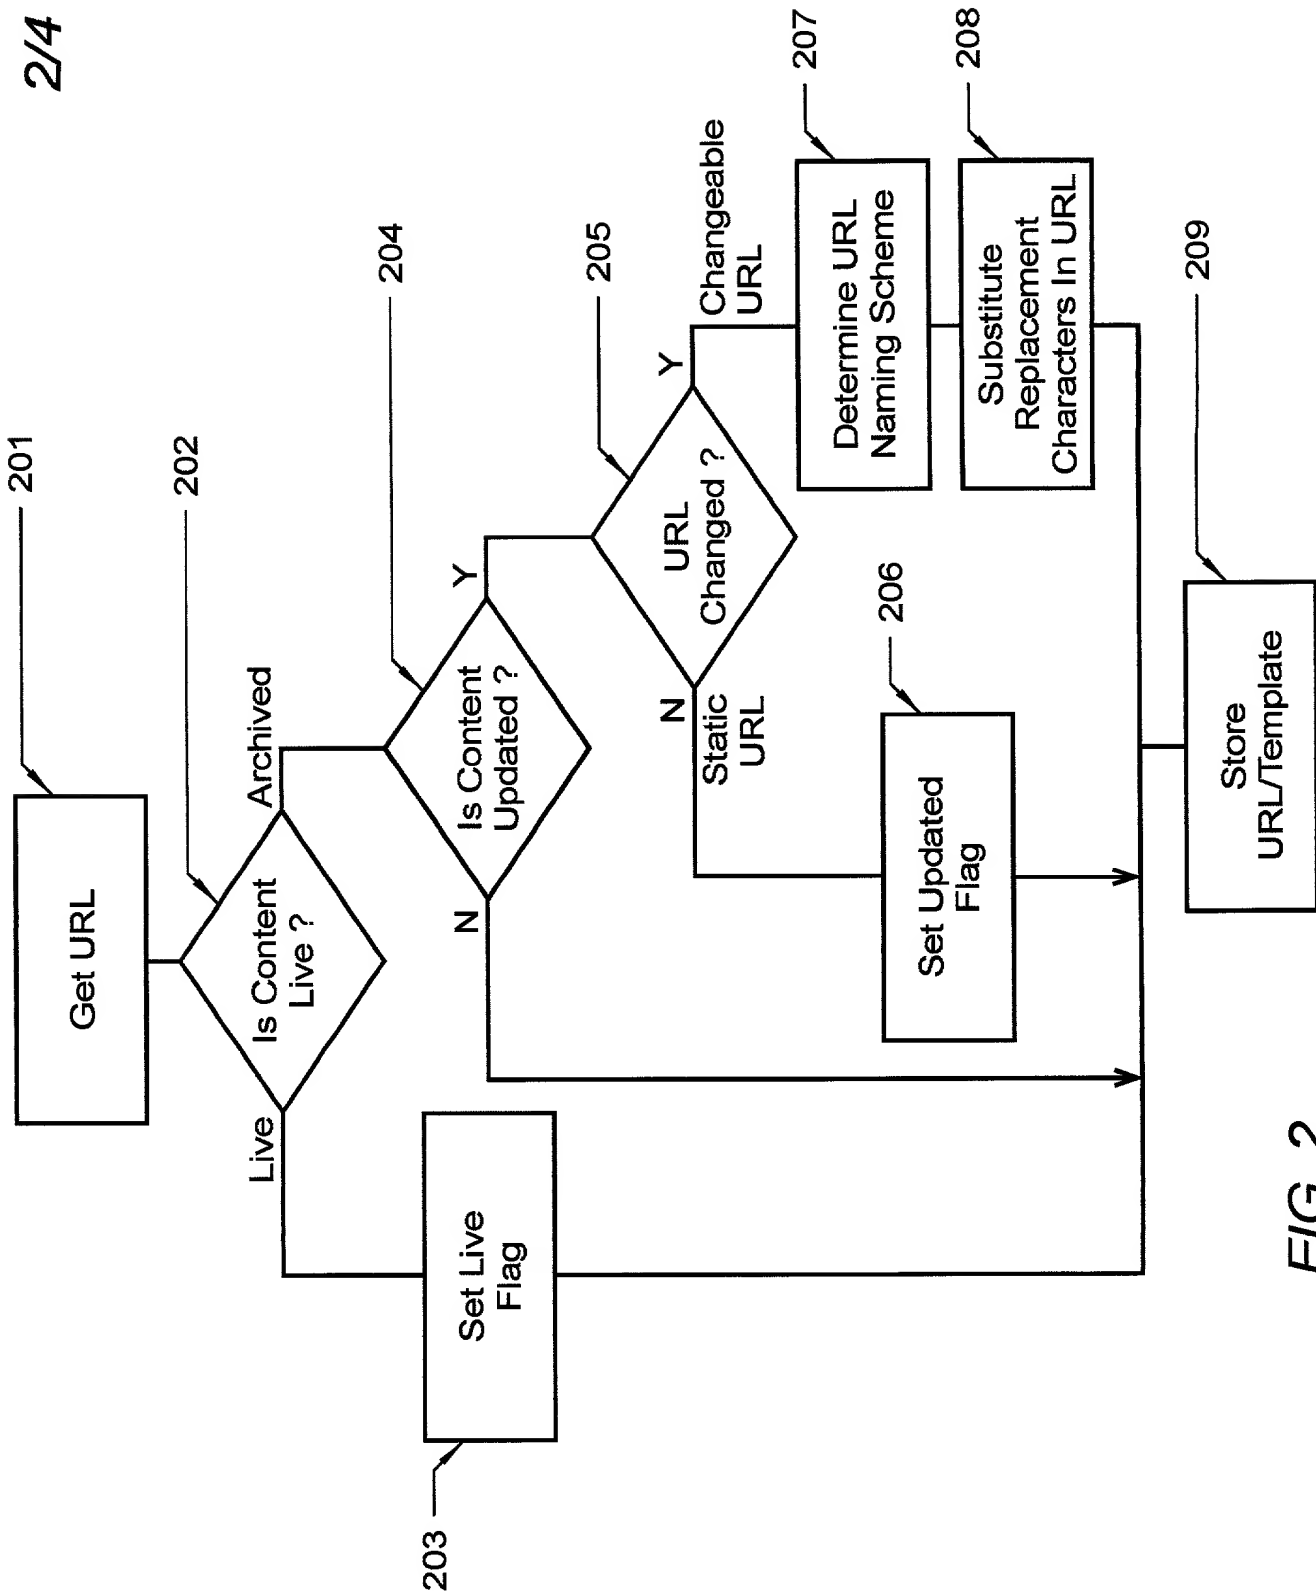 2/4
201
Get URL
202
Is Content
Live ?
Live
Archived
203
Set Live
Flag
204
Is Content
Updated ?
N
Y
205
URL
Changed ?
N
Static
URL
Y
Changeable
URL
206
Set Updated
Flag
207
Determine URL
Naming Scheme
208
Substitute
Replacement
Characters In URL
209
Store
URL/Template
FIG. 2